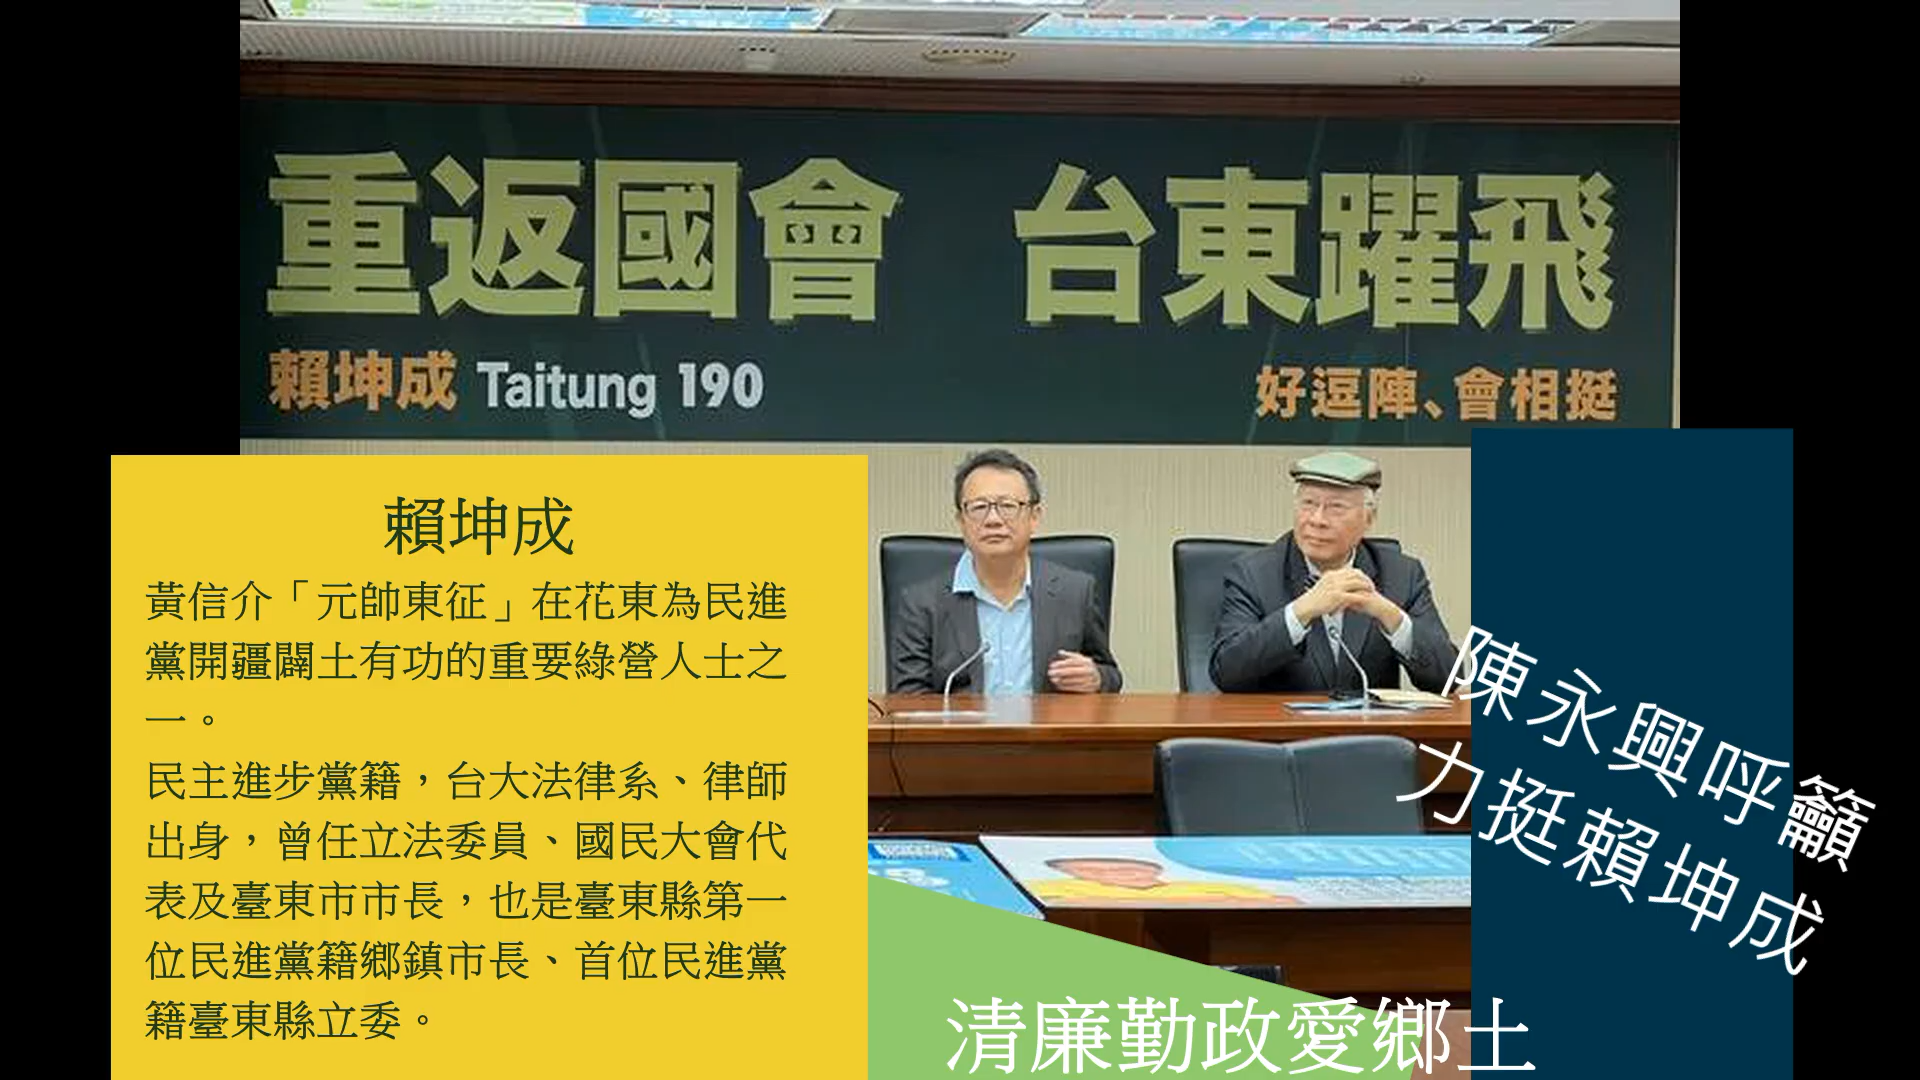 重返國會 台東躍飛
賴坤成 Taitung 190
好逗陣、會相挺
賴坤成
黃信介「元帥東征」在花東為民進
黨開疆闢土有功的重要綠營人士之
一。
民主進步黨籍，台大法律系、律師
出身，曾任立法委員、國民大會代
表及臺東市市長，也是臺東縣第一
位民進黨籍鄉鎮市長、首位民進黨
籍臺東縣立委。
陳永興呼籲
力挺賴坤成
清廉勤政愛鄉土